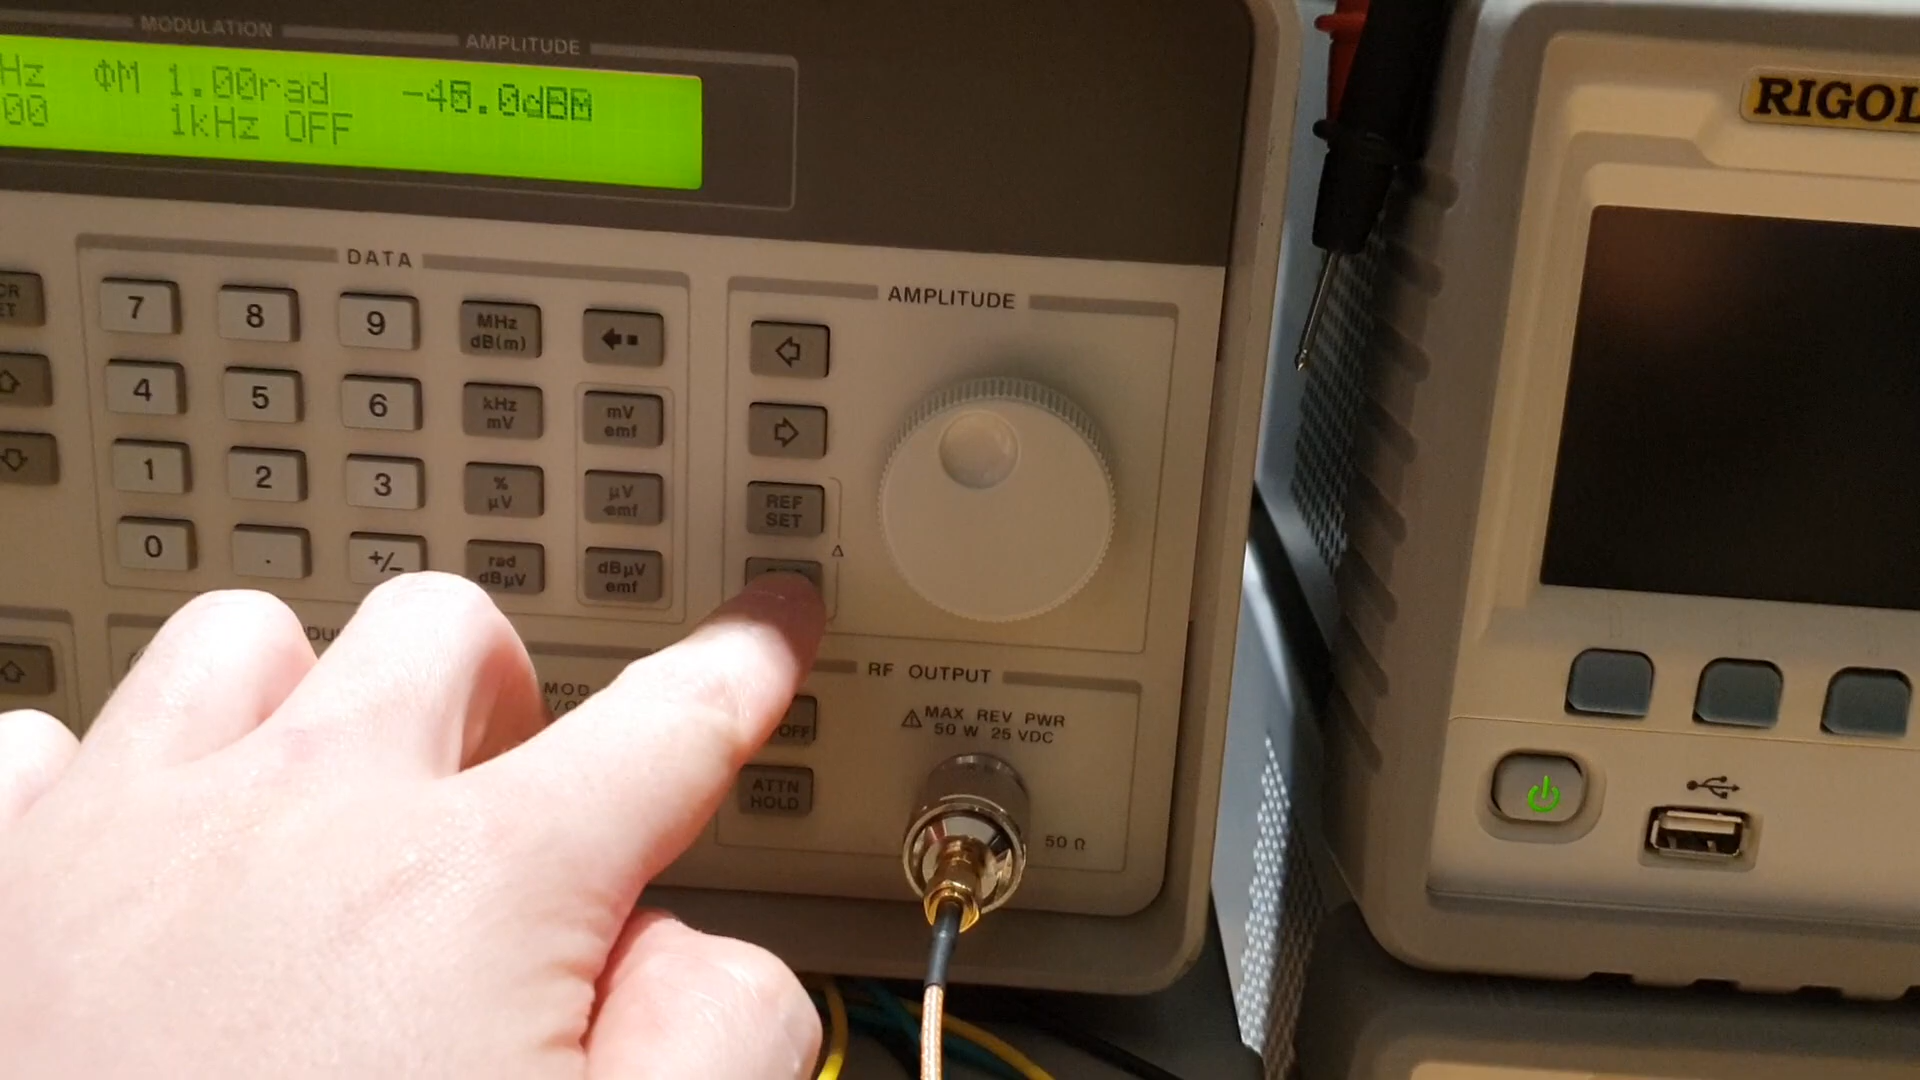 MODULATION
AMPLITUDE
Hz ΦM 1.00rad
00 1kHz OFF
DATA
7 8 9 MHz dB(m)
4 5 6 kHz mV mV emf
1 2 3 % µV µV emf
0 . +/- rad dBµV dBµV emf
AMPLITUDE
REF
SET
Δ
MOD
RF OUTPUT
OFF
MAX REV PWR
50 W 25 VDC
ATTN
HOLD
50 Ω
RIGOL